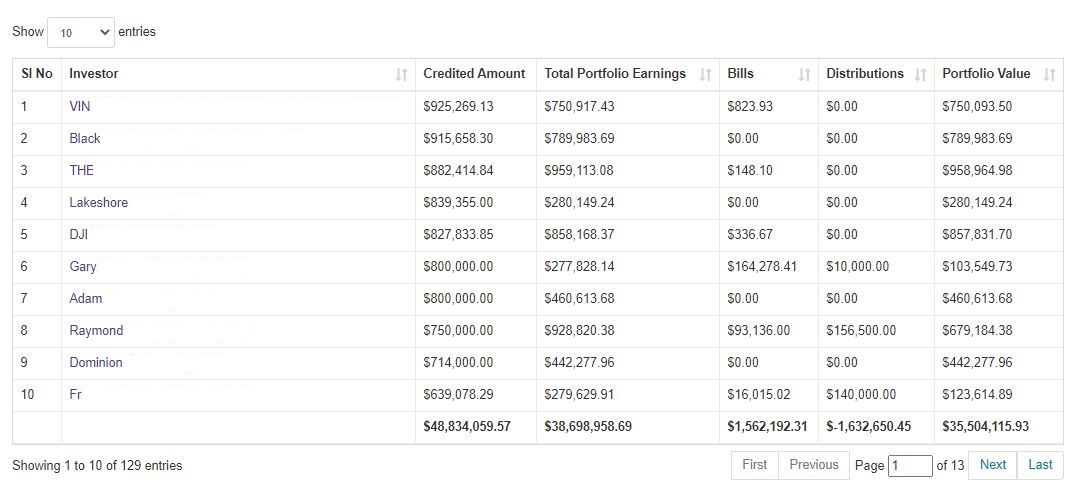 Show 10 entries
Sl No Investor Credited Amount Total Portfolio Earnings Bills Distributions Portfolio Value
1 VIN $925,269.13 $750,917.43 $823.93 $0.00 $750,093.50
2 Black $915,658.30 $789,983.69 $0.00 $0.00 $789,983.69
3 THE $882,414.84 $959,113.08 $148.10 $0.00 $958,964.98
4 Lakeshore $839,355.00 $280,149.24 $0.00 $0.00 $280,149.24
5 DJI $827,833.85 $858,168.37 $336.67 $0.00 $857,831.70
6 Gary $800,000.00 $277,828.14 $164,278.41 $10,000.00 $103,549.73
7 Adam $800,000.00 $460,613.68 $0.00 $0.00 $460,613.68
8 Raymond $750,000.00 $928,820.38 $93,136.00 $156,500.00 $679,184.38
9 Dominion $714,000.00 $442,277.96 $0.00 $0.00 $442,277.96
10 Fr $639,078.29 $279,629.91 $16,015.02 $140,000.00 $123,614.89
$48,834,059.57 $38,698,958.69 $1,562,192.31 $-1,632,650.45 $35,504,115.93
Showing 1 to 10 of 129 entries First Previous Page 1 of 13 Next Last